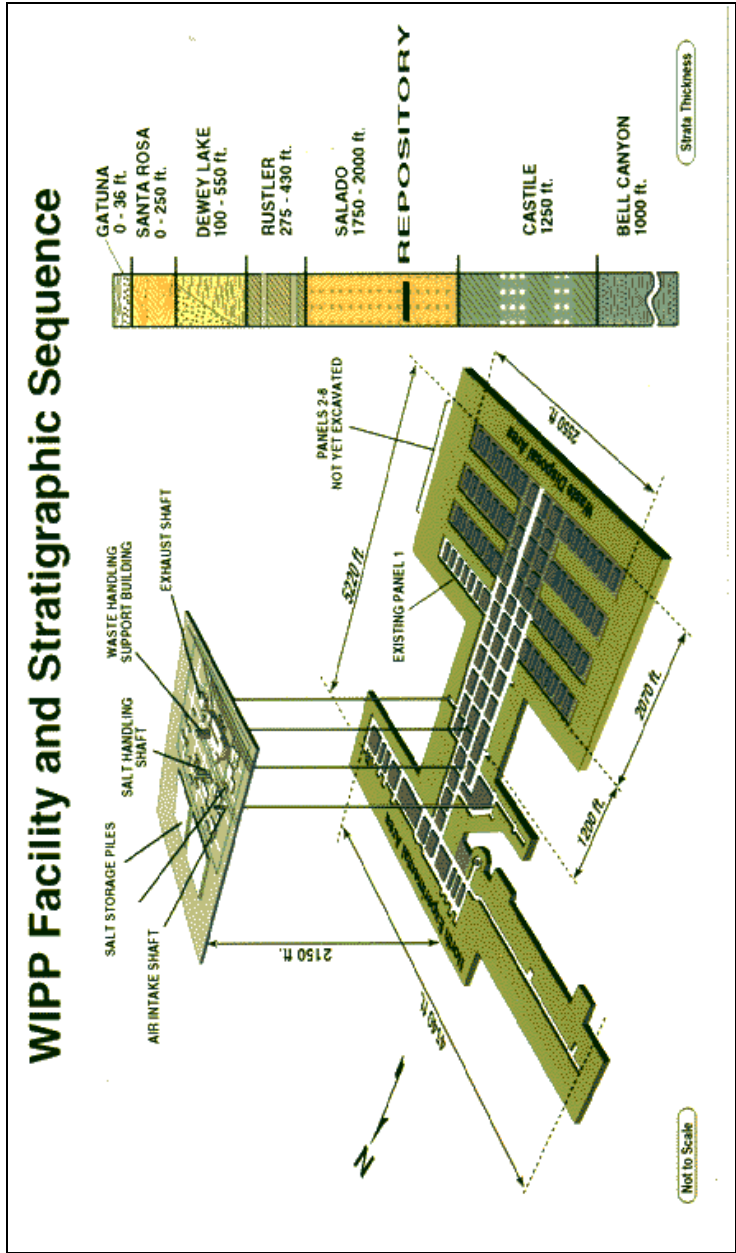 WIPP Facility and Stratigraphic Sequence
SALT STORAGE PILES
AIR INTAKE SHAFT
SALT HANDLING
SHAFT
WASTE HANDLING
SUPPORT BUILDING
EXHAUST SHAFT
2150 ft.
5220 ft.
PANELS 2-8
NOT YET EXCAVATED
EXISTING PANEL 1
North Experimental Area
Waste Disposal Area
2550 ft.
2070 ft.
1200 ft.
N
GATUNA
0 - 36 ft.
SANTA ROSA
0 - 250 ft.
DEWEY LAKE
100 - 550 ft.
RUSTLER
275 - 430 ft.
SALADO
1750 - 2000 ft.
REPOSITORY
CASTILE
1250 ft.
BELL CANYON
1000 ft.
Not to Scale
Strata Thickness